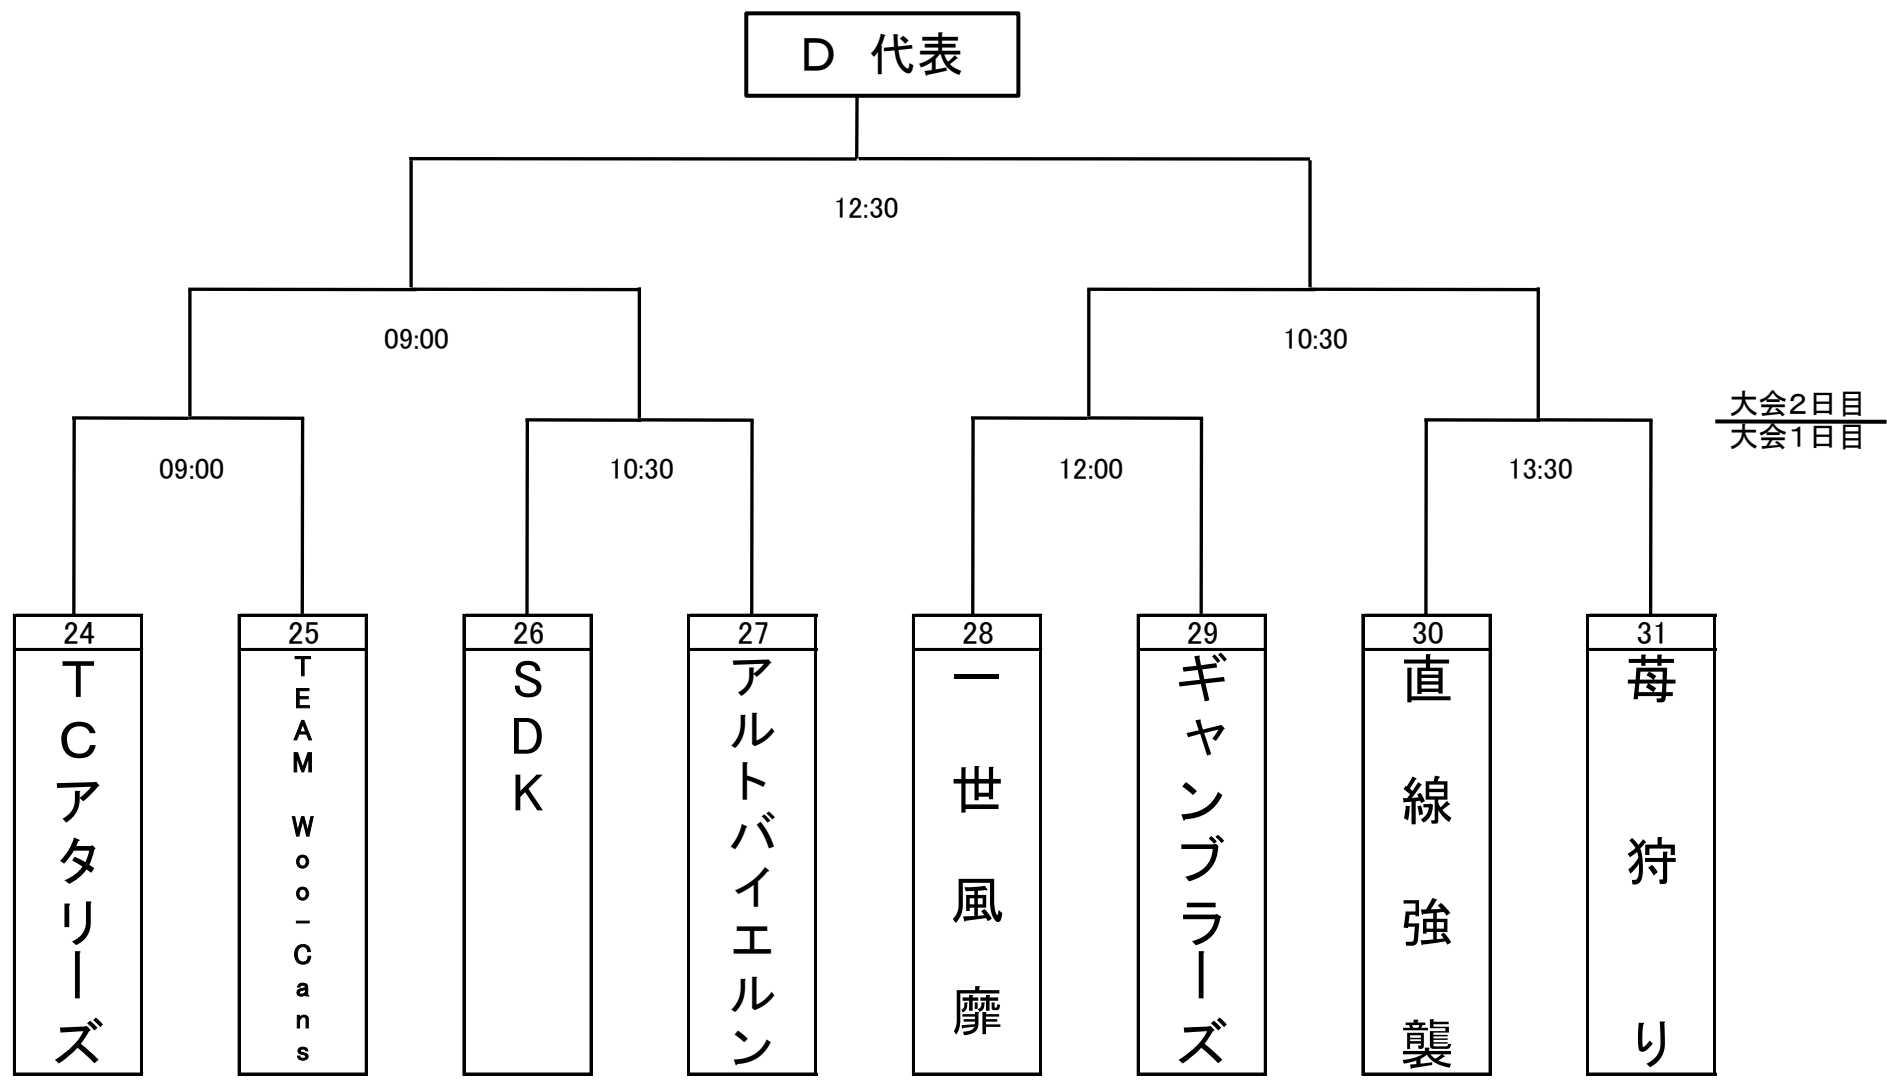 D 代表
12:30
09:00
10:30
大会2日目
大会1日目
09:00
10:30
12:00
13:30
24
25
26
27
28
29
30
31
TCアタリーズ
TEAM Woo-Cans
SDK
アルトバイエルン
一世風靡
ギャンブラーズ
直線強襲
苺狩り